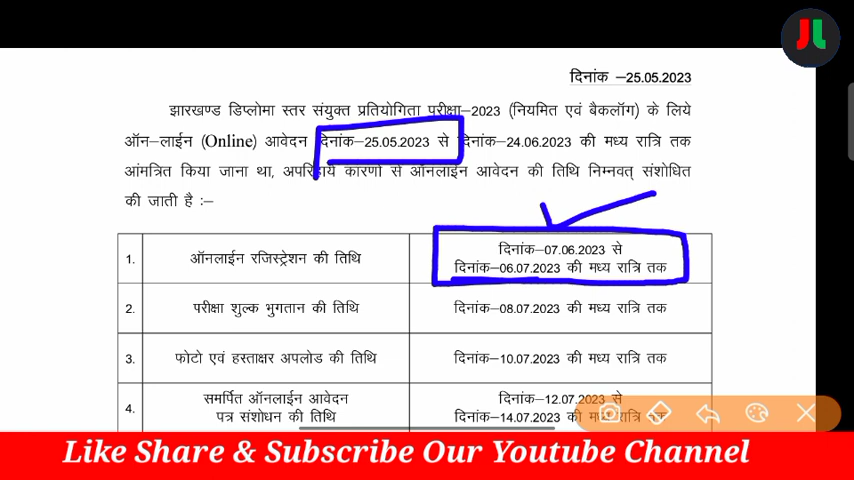 JL
दिनांक –25.05.2023
झारखण्ड डिप्लोमा स्तर संयुक्त प्रतियोगिता परीक्षा–2023 (नियमित एवं बैकलॉग) के लिये
ऑन–लाईन (Online) आवेदन दिनांक–25.05.2023 से दिनांक–24.06.2023 की मध्य रात्रि तक
आंमत्रित किया जाना था, अपरिहार्य कारणों से ऑनलाईन आवेदन की तिथि निम्नवत् संशोधित
की जाती है :–
1. ऑनलाईन रजिस्ट्रेशन की तिथि
दिनांक–07.06.2023 से
दिनांक–06.07.2023 की मध्य रात्रि तक
2. परीक्षा शुल्क भुगतान की तिथि दिनांक–08.07.2023 की मध्य रात्रि तक
3. फोटो एवं हस्ताक्षर अपलोड की तिथि दिनांक–10.07.2023 की मध्य रात्रि तक
4. समर्पित ऑनलाईन आवेदन
पत्र संशोधन की तिथि
दिनांक–12.07.2023 से
दिनांक–14.07.2023 की मध्य रात्रि तक
Like Share & Subscribe Our Youtube Channel